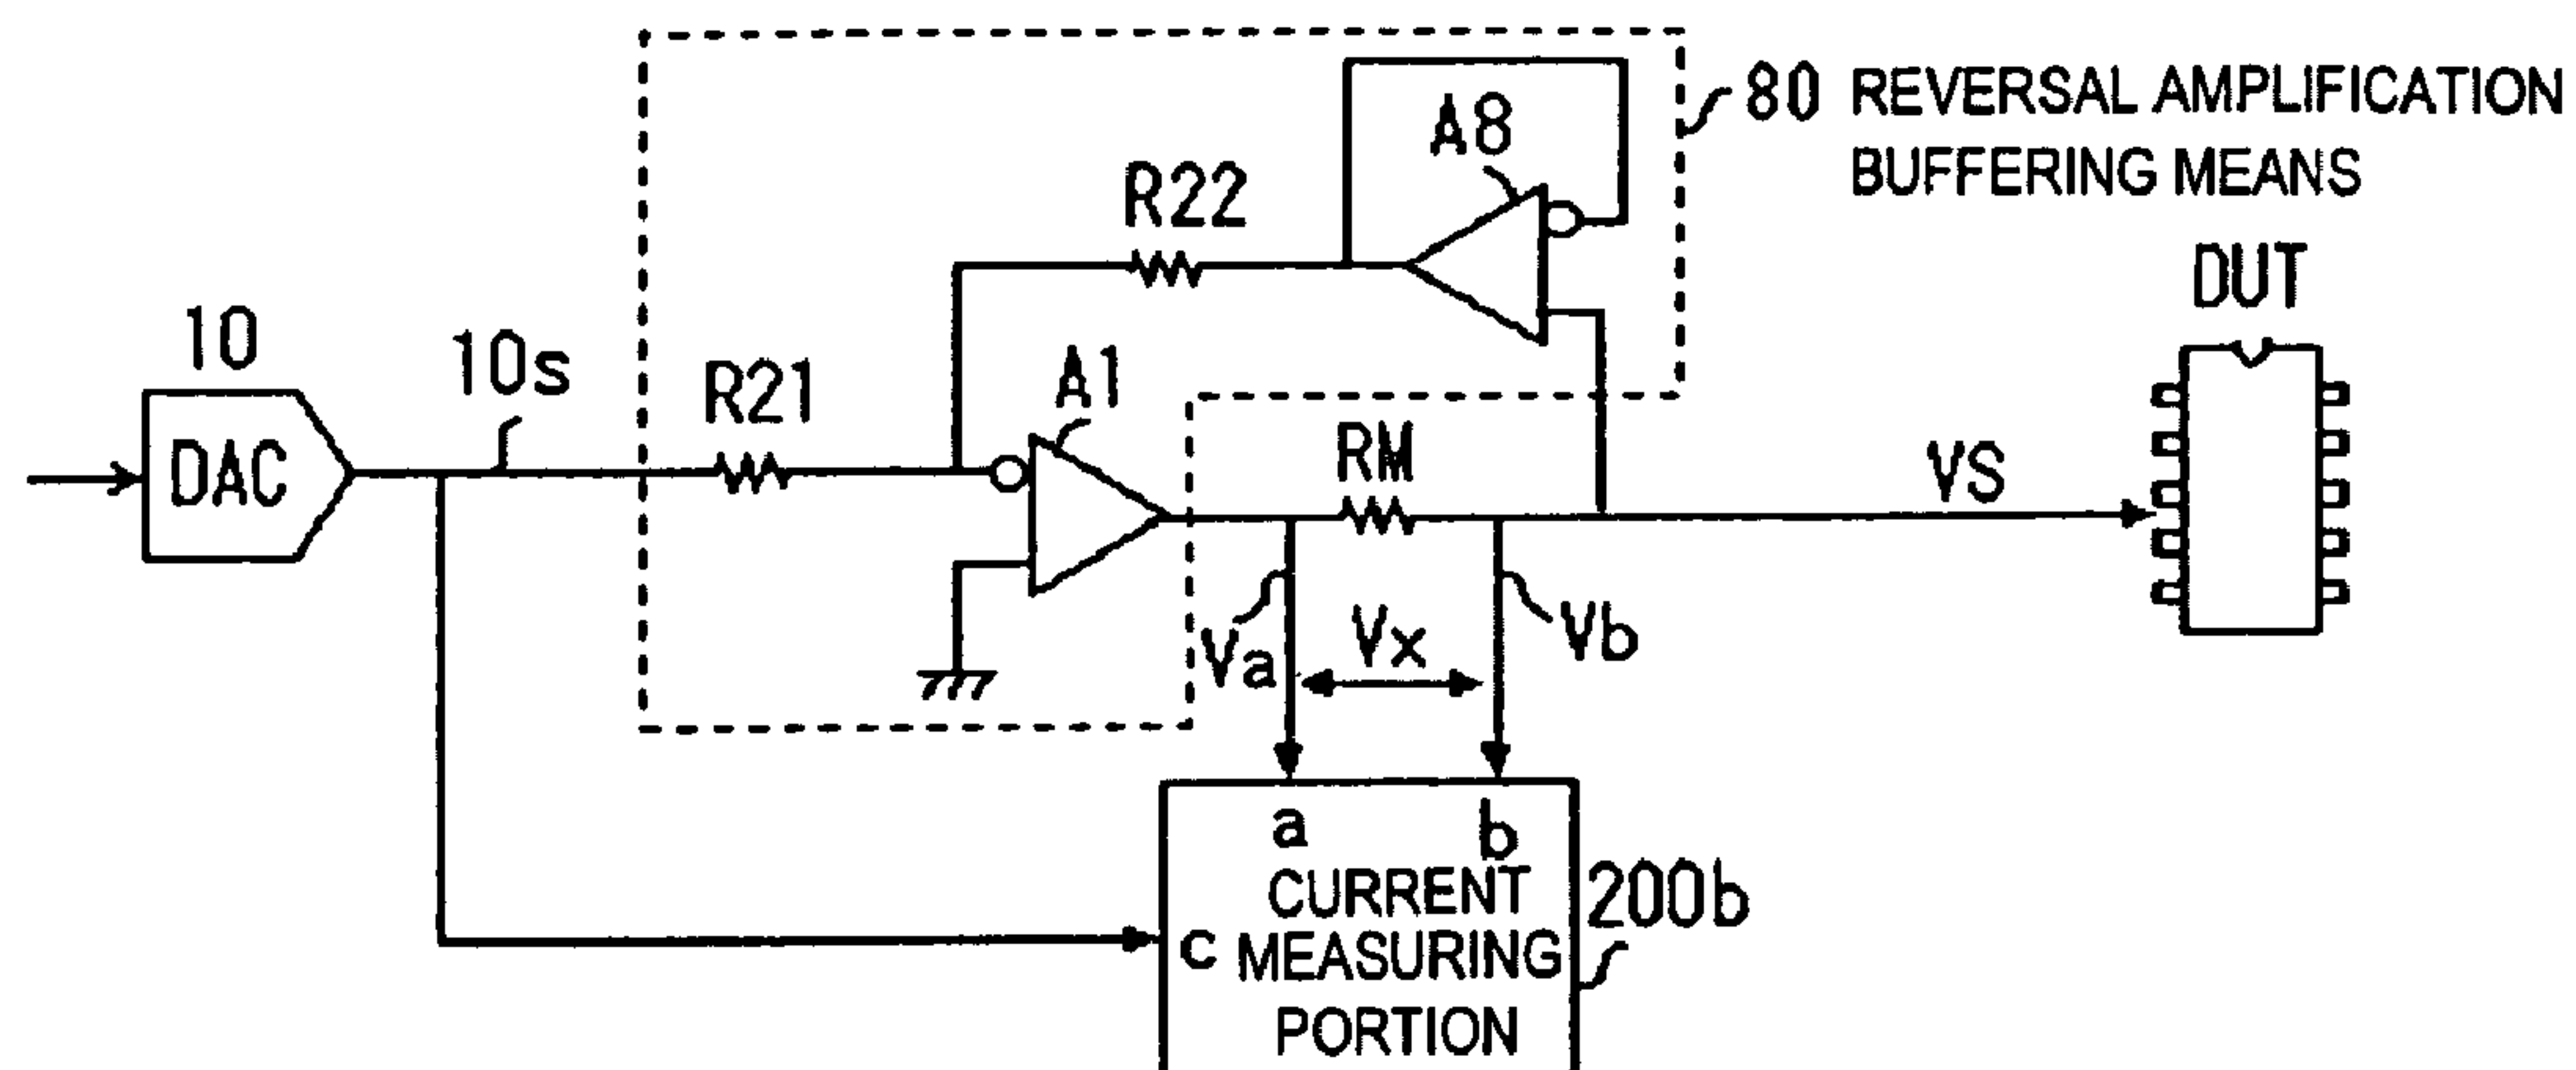 80 REVERSAL AMPLIFICATION
BUFFERING MEANS
A8
R22
DUT
10
10s
R21
A1
DAC
RM
VS
Va
Vx
Vb
a
b
200b
CURRENT
c MEASURING
PORTION